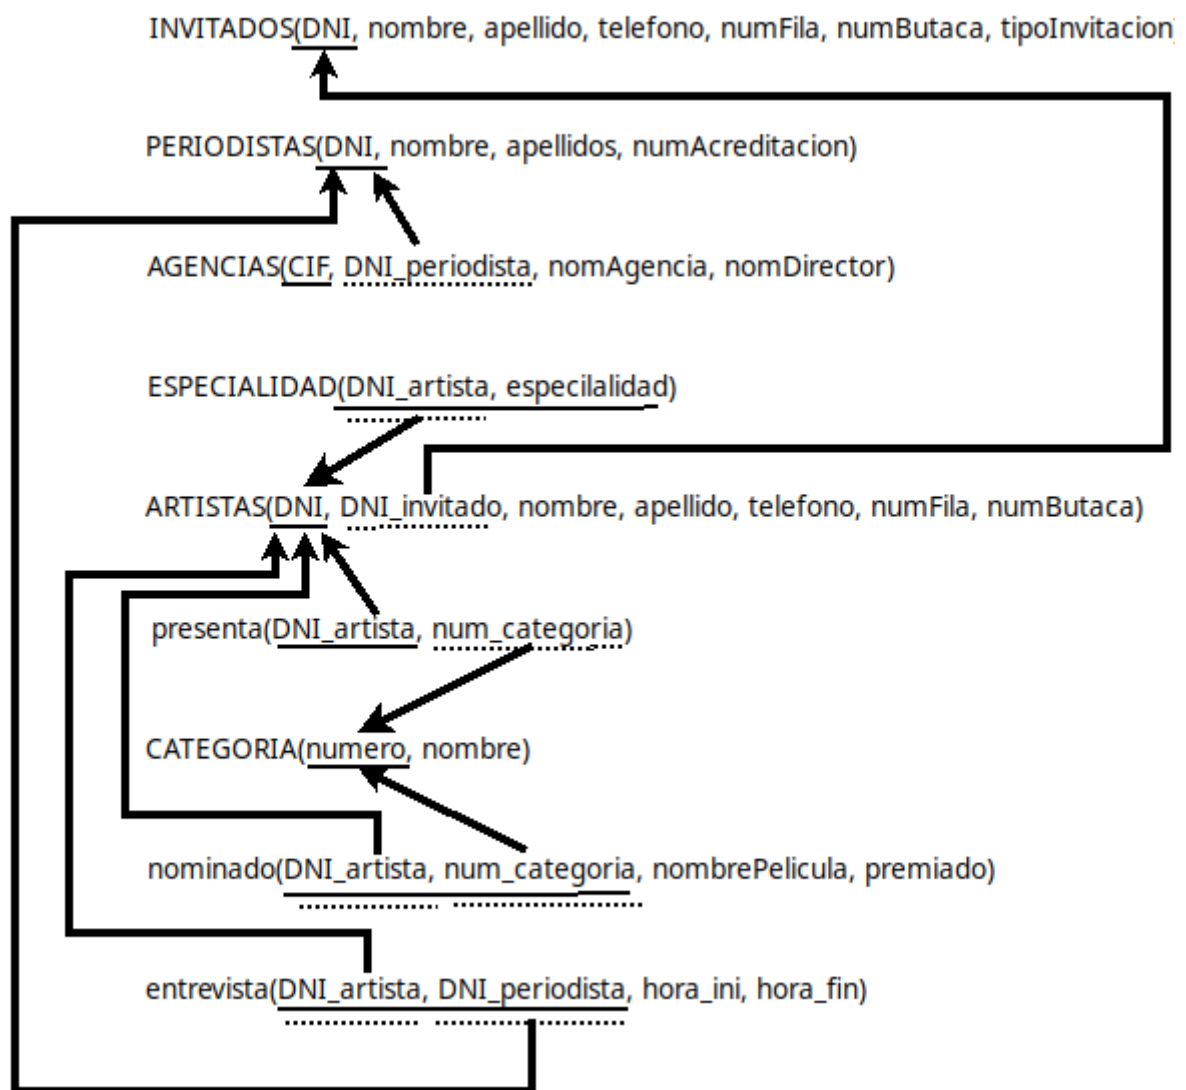 INVITADOS(DNI, nombre, apellido, telefono, numFila, numButaca, tipoInvitacion)
PERIODISTAS(DNI, nombre, apellidos, numAcreditacion)
AGENCIAS(CIF, DNI_periodista, nomAgencia, nomDirector)
ESPECIALIDAD(DNI_artista, especilalidad)
ARTISTAS(DNI, DNI_invitado, nombre, apellido, telefono, numFila, numButaca)
presenta(DNI_artista, num_categoria)
CATEGORIA(numero, nombre)
nominado(DNI_artista, num_categoria, nombrePelicula, premiado)
entrevista(DNI_artista, DNI_periodista, hora_ini, hora_fin)